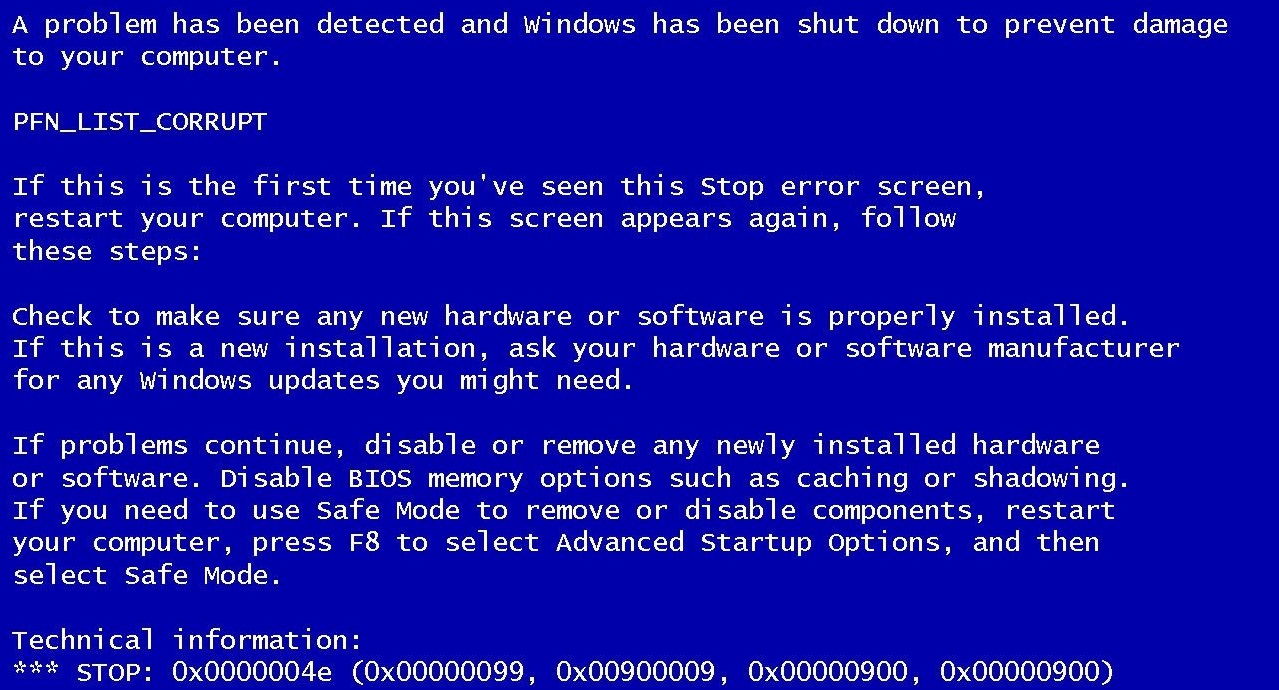 A problem has been detected and Windows has been shut down to prevent damage
to your computer.
PFN_LIST_CORRUPT
If this is the first time you've seen this Stop error screen,
restart your computer. If this screen appears again, follow
these steps:
Check to make sure any new hardware or software is properly installed.
If this is a new installation, ask your hardware or software manufacturer
for any Windows updates you might need.
If problems continue, disable or remove any newly installed hardware
or software. Disable BIOS memory options such as caching or shadowing.
If you need to use Safe Mode to remove or disable components, restart
your computer, press F8 to select Advanced Startup Options, and then
select Safe Mode.
Technical information:
*** STOP: 0x0000004e (0x00000099, 0x00900009, 0x00000900, 0x00000900)